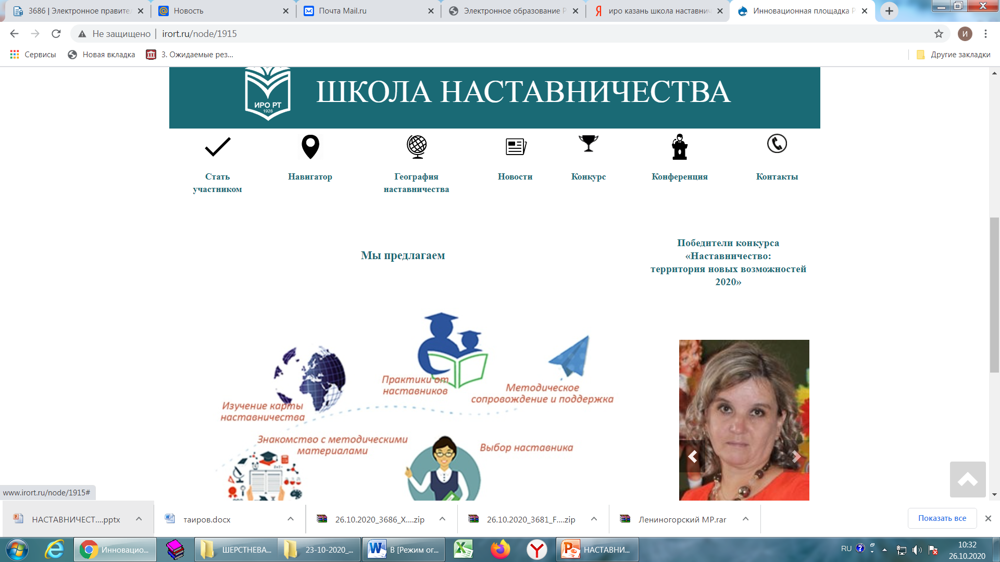 3686 | Электронное правител
Новость
Почта Mail.ru
Электронное образование Р
иро казань школа наставнич
Инновационная площадка Р
Не защищено | irort.ru/node/1915
И
Сервисы
Новая вкладка
3. Ожидаемые рез...
Другие закладки
ИРО РТ
1928
ШКОЛА НАСТАВНИЧЕСТВА
Стать
участником
Навигатор
География
наставничества
Новости
Конкурс
Конференция
Контакты
Мы предлагаем
Победители конкурса
«Наставничество:
территория новых возможностей
2020»
Практики от
наставников
Методическое
сопровождение и поддержка
Изучение карты
наставничества
Знакомство с методическими
материалами
Выбор наставника
www.irort.ru/node/1915#
НАСТАВНИЧЕСТ....pptx
таиров.docx
26.10.2020_3686_X....zip
26.10.2020_3681_F....zip
Лениногорский МР.rar
Показать все
Инновацио...
ШЕРСТНЕВА...
23-10-2020_...
В [Режим ог...
НАСТАВНИ...
RU
10:32
26.10.2020